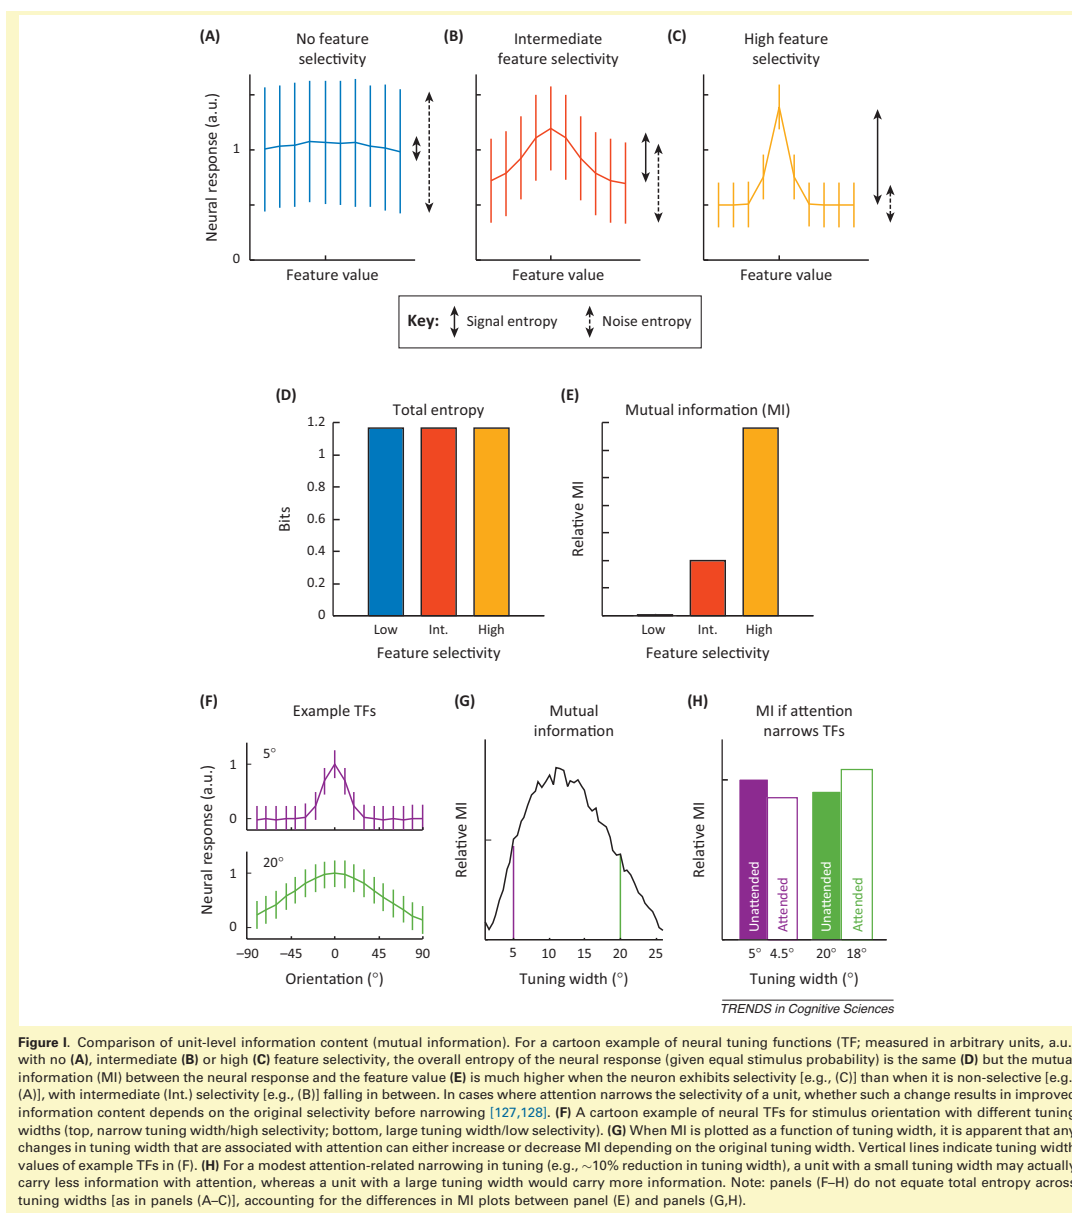 (A)
No feature
selectivity
(B)
Intermediate
feature selectivity
(C)
High feature
selectivity
Neural response (a.u.)
1
0
Feature value
Feature value
Feature value
Key: Signal entropy Noise entropy
(D)
Total entropy
Bits
1.2
1
0.8
0.6
0.4
0.2
0
Low Int. High
Feature selectivity
(E)
Mutual information (MI)
Relative MI
Low Int. High
Feature selectivity
(F)
Example TFs
Neural response (a.u.)
5°
1
0
20°
1
0
−90 −45 0 45 90
Orientation (°)
(G)
Mutual
information
Relative MI
5 10 15 20 25
Tuning width (°)
(H)
MI if attention
narrows TFs
Relative MI
Unattended
Attended
Unattended
Attended
5° 4.5° 20° 18°
Tuning width (°)
TRENDS in Cognitive Sciences
Figure I. Comparison of unit-level information content (mutual information). For a cartoon example of neural tuning functions (TF; measured in arbitrary units, a.u.
with no (A), intermediate (B) or high (C) feature selectivity, the overall entropy of the neural response (given equal stimulus probability) is the same (D) but the mutua
information (MI) between the neural response and the feature value (E) is much higher when the neuron exhibits selectivity [e.g., (C)] than when it is non-selective [e.g.
(A)], with intermediate (Int.) selectivity [e.g., (B)] falling in between. In cases where attention narrows the selectivity of a unit, whether such a change results in improved
information content depends on the original selectivity before narrowing [127,128]. (F) A cartoon example of neural TFs for stimulus orientation with different tuning
widths (top, narrow tuning width/high selectivity; bottom, large tuning width/low selectivity). (G) When MI is plotted as a function of tuning width, it is apparent that any
changes in tuning width that are associated with attention can either increase or decrease MI depending on the original tuning width. Vertical lines indicate tuning width
values of example TFs in (F). (H) For a modest attention-related narrowing in tuning (e.g., ~10% reduction in tuning width), a unit with a small tuning width may actually
carry less information with attention, whereas a unit with a large tuning width would carry more information. Note: panels (F–H) do not equate total entropy across
tuning widths [as in panels (A–C)], accounting for the differences in MI plots between panel (E) and panels (G,H).